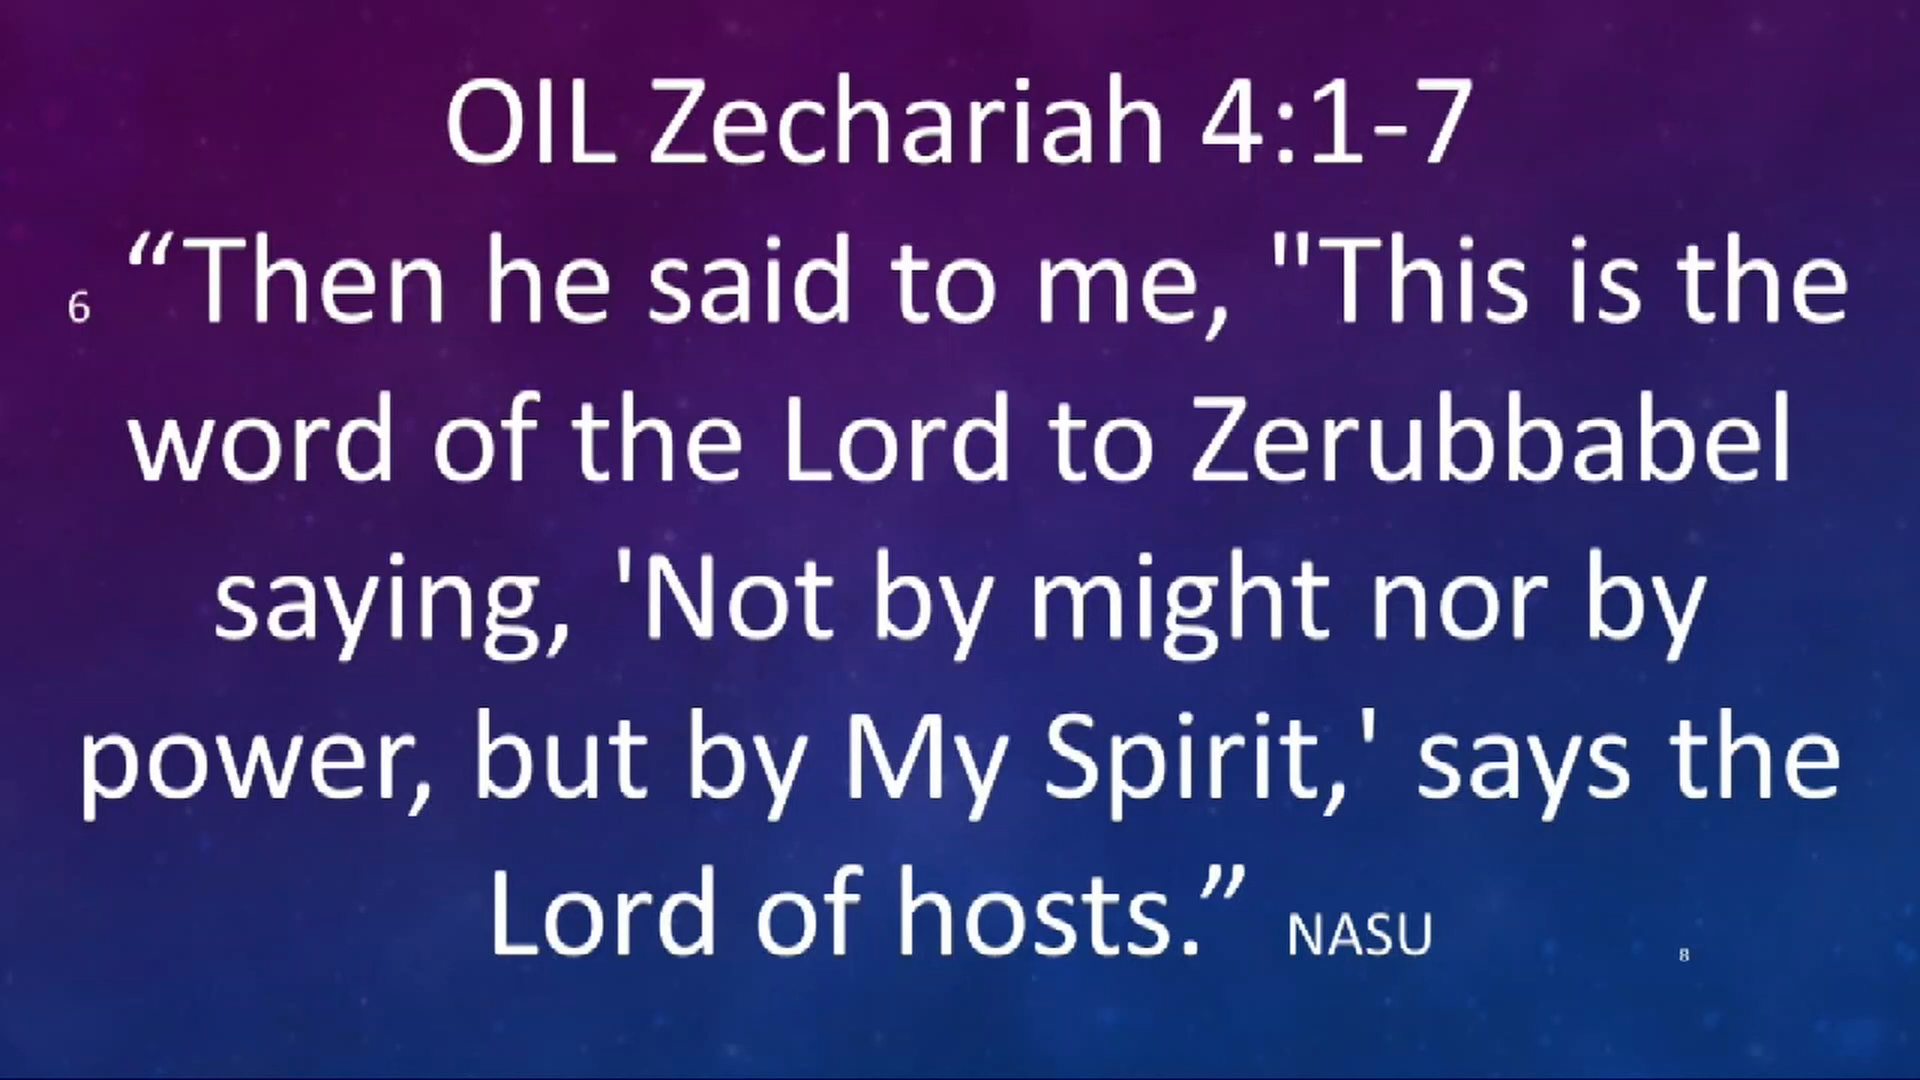 OIL Zechariah 4:1-7
6 “Then he said to me, "This is the
word of the Lord to Zerubbabel
saying, 'Not by might nor by
power, but by My Spirit,' says the
Lord of hosts.” NASU
8